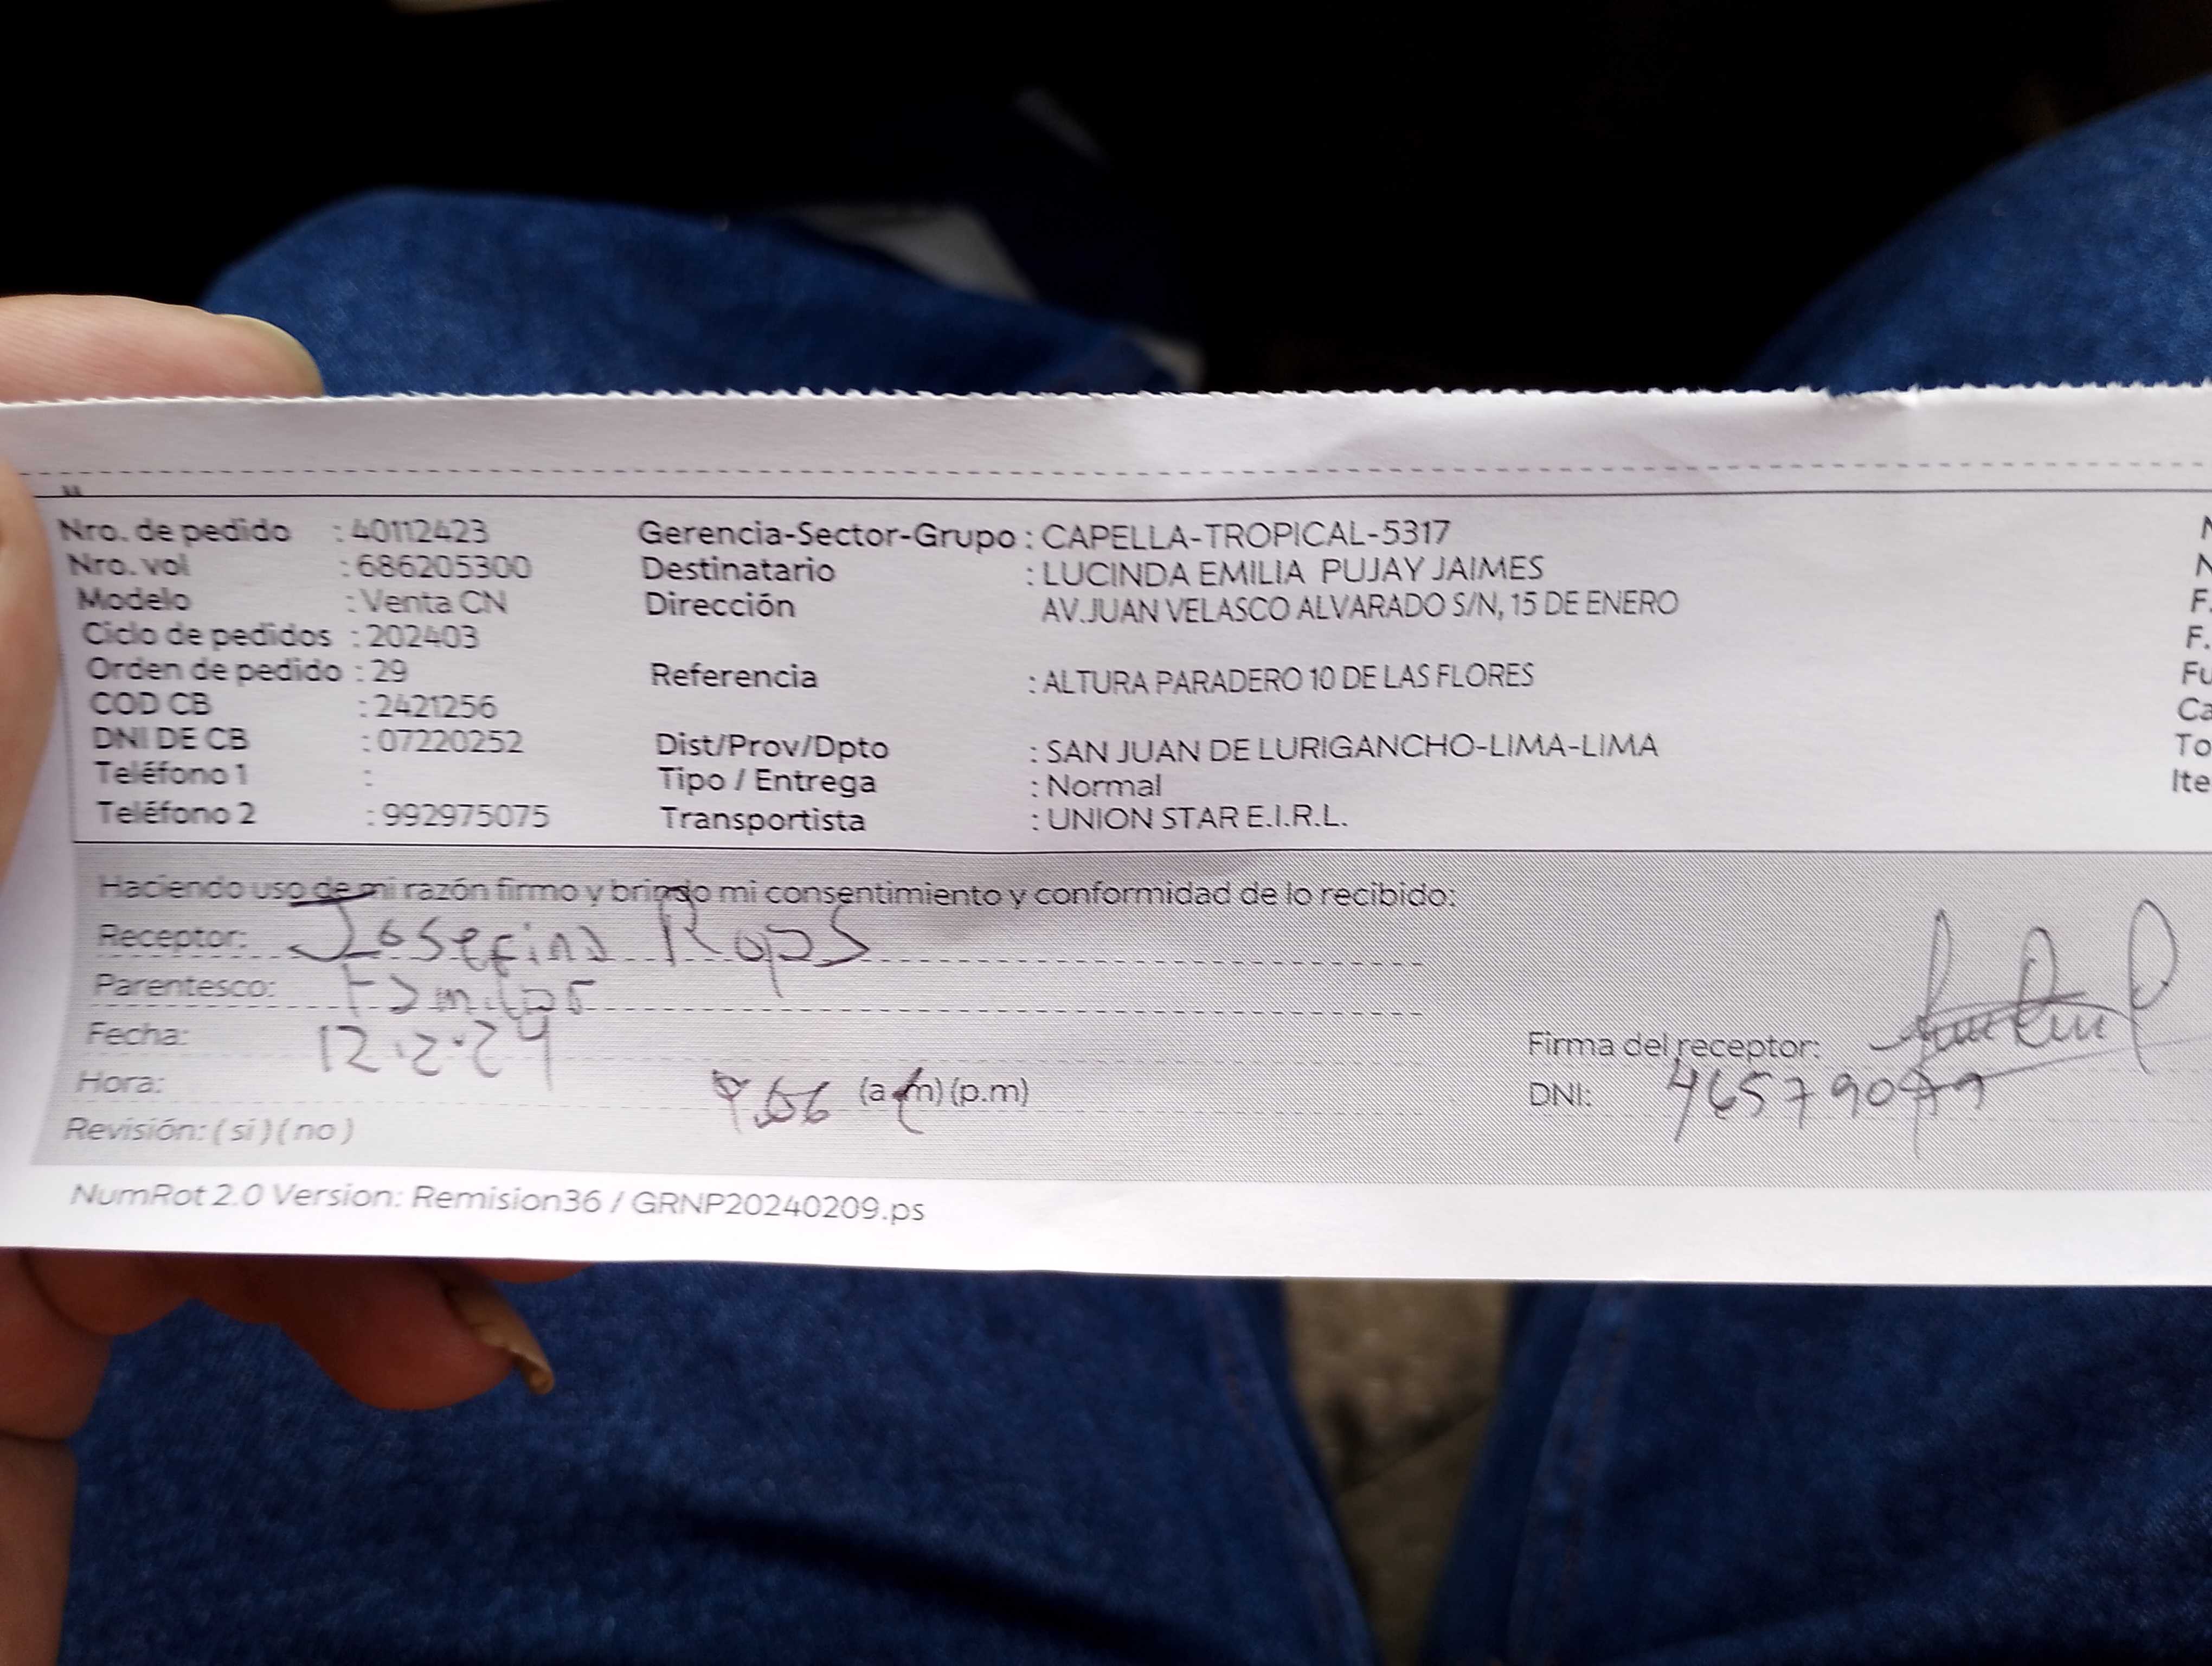 Nro. de pedido : 40112423 Gerencia-Sector-Grupo : CAPELLA-TROPICAL-5317 N
Nro. vol : 686205300 Destinatario : LUCINDA EMILIA PUJAY JAIMES N
Modelo : Venta CN Dirección AV.JUAN VELASCO ALVARADO S/N, 15 DE ENERO F.
Ciclo de pedidos : 202403 F.
Orden de pedido : 29 Referencia : ALTURA PARADERO 10 DE LAS FLORES Fu
COD CB : 2421256 Ca
DNI DE CB : 07220252 Dist/Prov/Dpto : SAN JUAN DE LURIGANCHO-LIMA-LIMA To
Teléfono 1 : Tipo / Entrega : Normal Ite
Teléfono 2 : 992975075 Transportista : UNION STAR E.I.R.L.
Haciendo uso de mi razón firmo y brindo mi consentimiento y conformidad de lo recibido:
Receptor: Josefina
Parentesco: Familiar
Fecha: 12.2.24 Firma del receptor:
Hora: (a.m) (p.m) DNI:
Revisión: ( si ) ( no )
NumRot 2.0 Version: Remision36 / GRNP20240209.ps